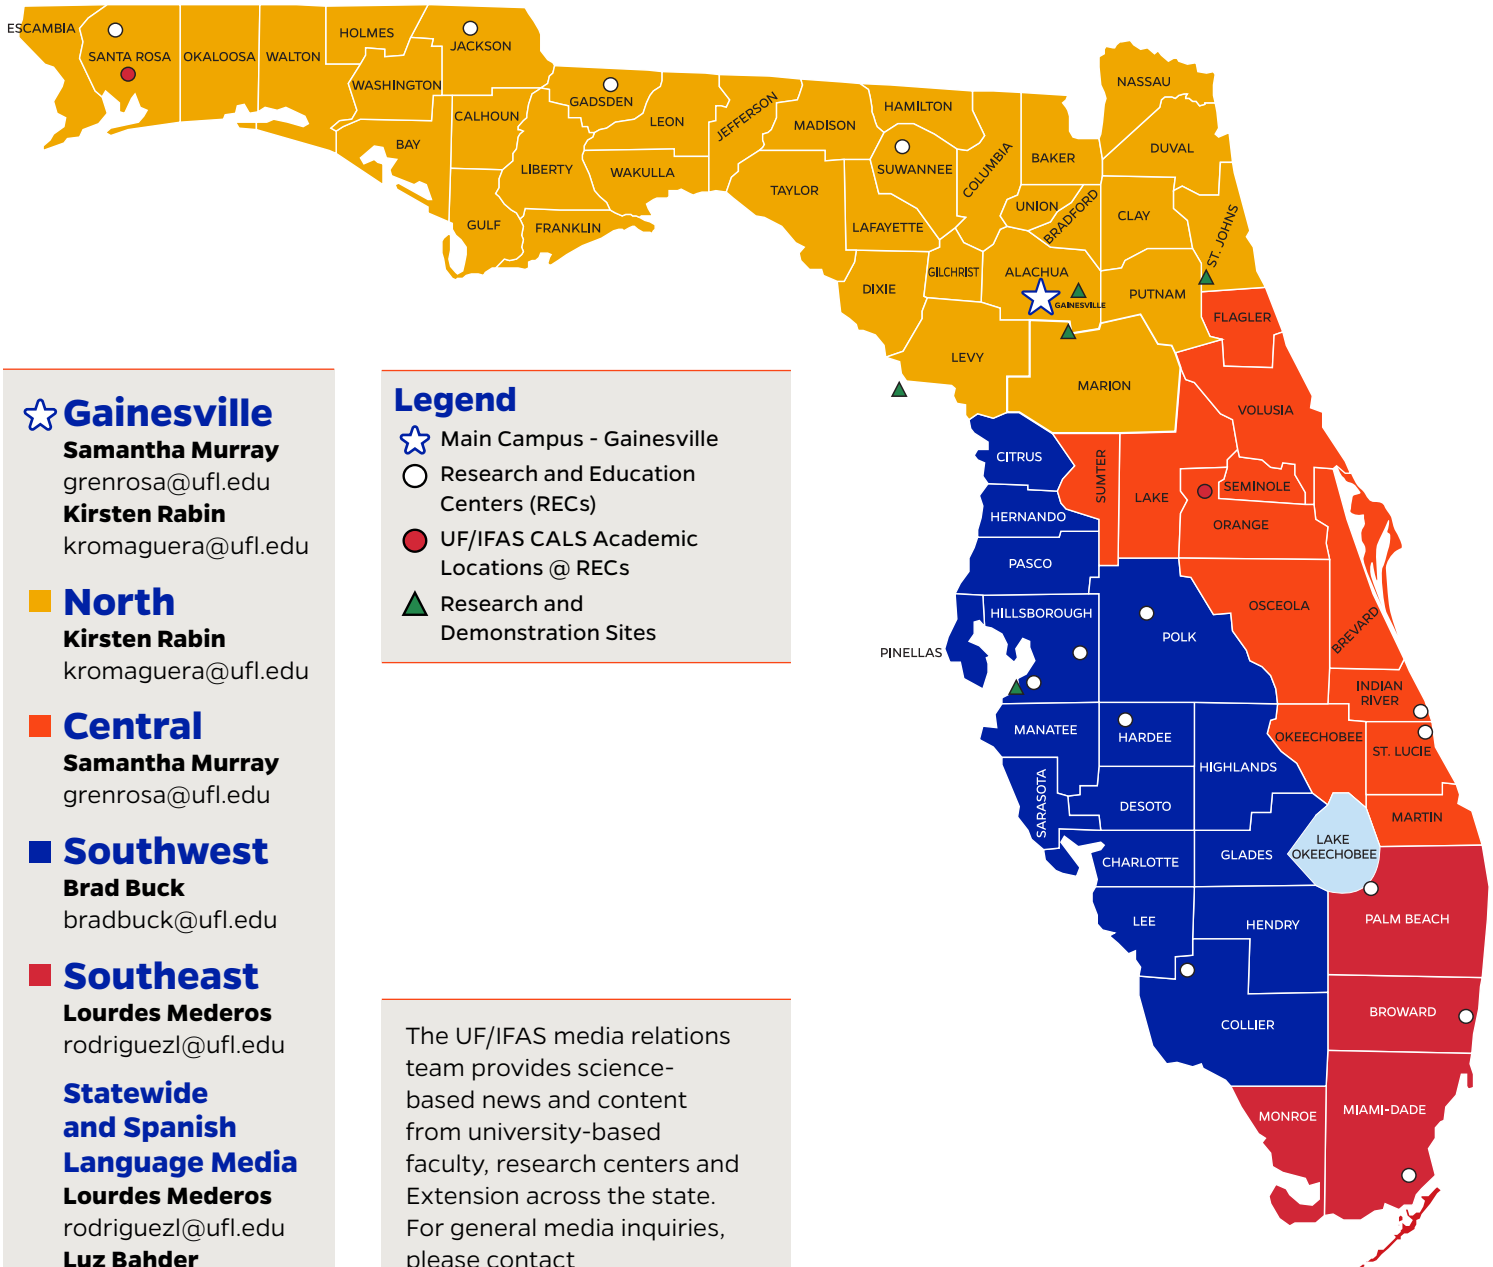 ESCAMBIA
SANTA ROSA
OKALOOSA
WALTON
HOLMES
WASHINGTON
JACKSON
BAY
CALHOUN
GULF
LIBERTY
FRANKLIN
GADSDEN
LEON
WAKULLA
JEFFERSON
MADISON
TAYLOR
HAMILTON
SUWANNEE
LAFAYETTE
DIXIE
COLUMBIA
GILCHRIST
BAKER
UNION
BRADFORD
ALACHUA
GAINESVILLE
NASSAU
DUVAL
CLAY
ST. JOHNS
PUTNAM
LEVY
MARION
FLAGLER
VOLUSIA
CITRUS
SUMTER
LAKE
SEMINOLE
ORANGE
HERNANDO
PASCO
HILLSBOROUGH
PINELLAS
POLK
OSCEOLA
BREVARD
INDIAN
RIVER
MANATEE
HARDEE
HIGHLANDS
OKEECHOBEE
ST. LUCIE
SARASOTA
DESOTO
MARTIN
CHARLOTTE
GLADES
LAKE
OKEECHOBEE
LEE
HENDRY
PALM BEACH
COLLIER
BROWARD
MONROE
MIAMI-DADE
Gainesville
Samantha Murray
grenrosa@ufl.edu
Kirsten Rabin
kromaguera@ufl.edu
North
Kirsten Rabin
kromaguera@ufl.edu
Central
Samantha Murray
grenrosa@ufl.edu
Southwest
Brad Buck
bradbuck@ufl.edu
Southeast
Lourdes Mederos
rodriguezl@ufl.edu
Statewide
and Spanish
Language Media
Lourdes Mederos
rodriguezl@ufl.edu
Luz Bahder
Legend
Main Campus - Gainesville
Research and Education
Centers (RECs)
UF/IFAS CALS Academic
Locations @ RECs
Research and
Demonstration Sites
The UF/IFAS media relations
team provides science-
based news and content
from university-based
faculty, research centers and
Extension across the state.
For general media inquiries,
please contact